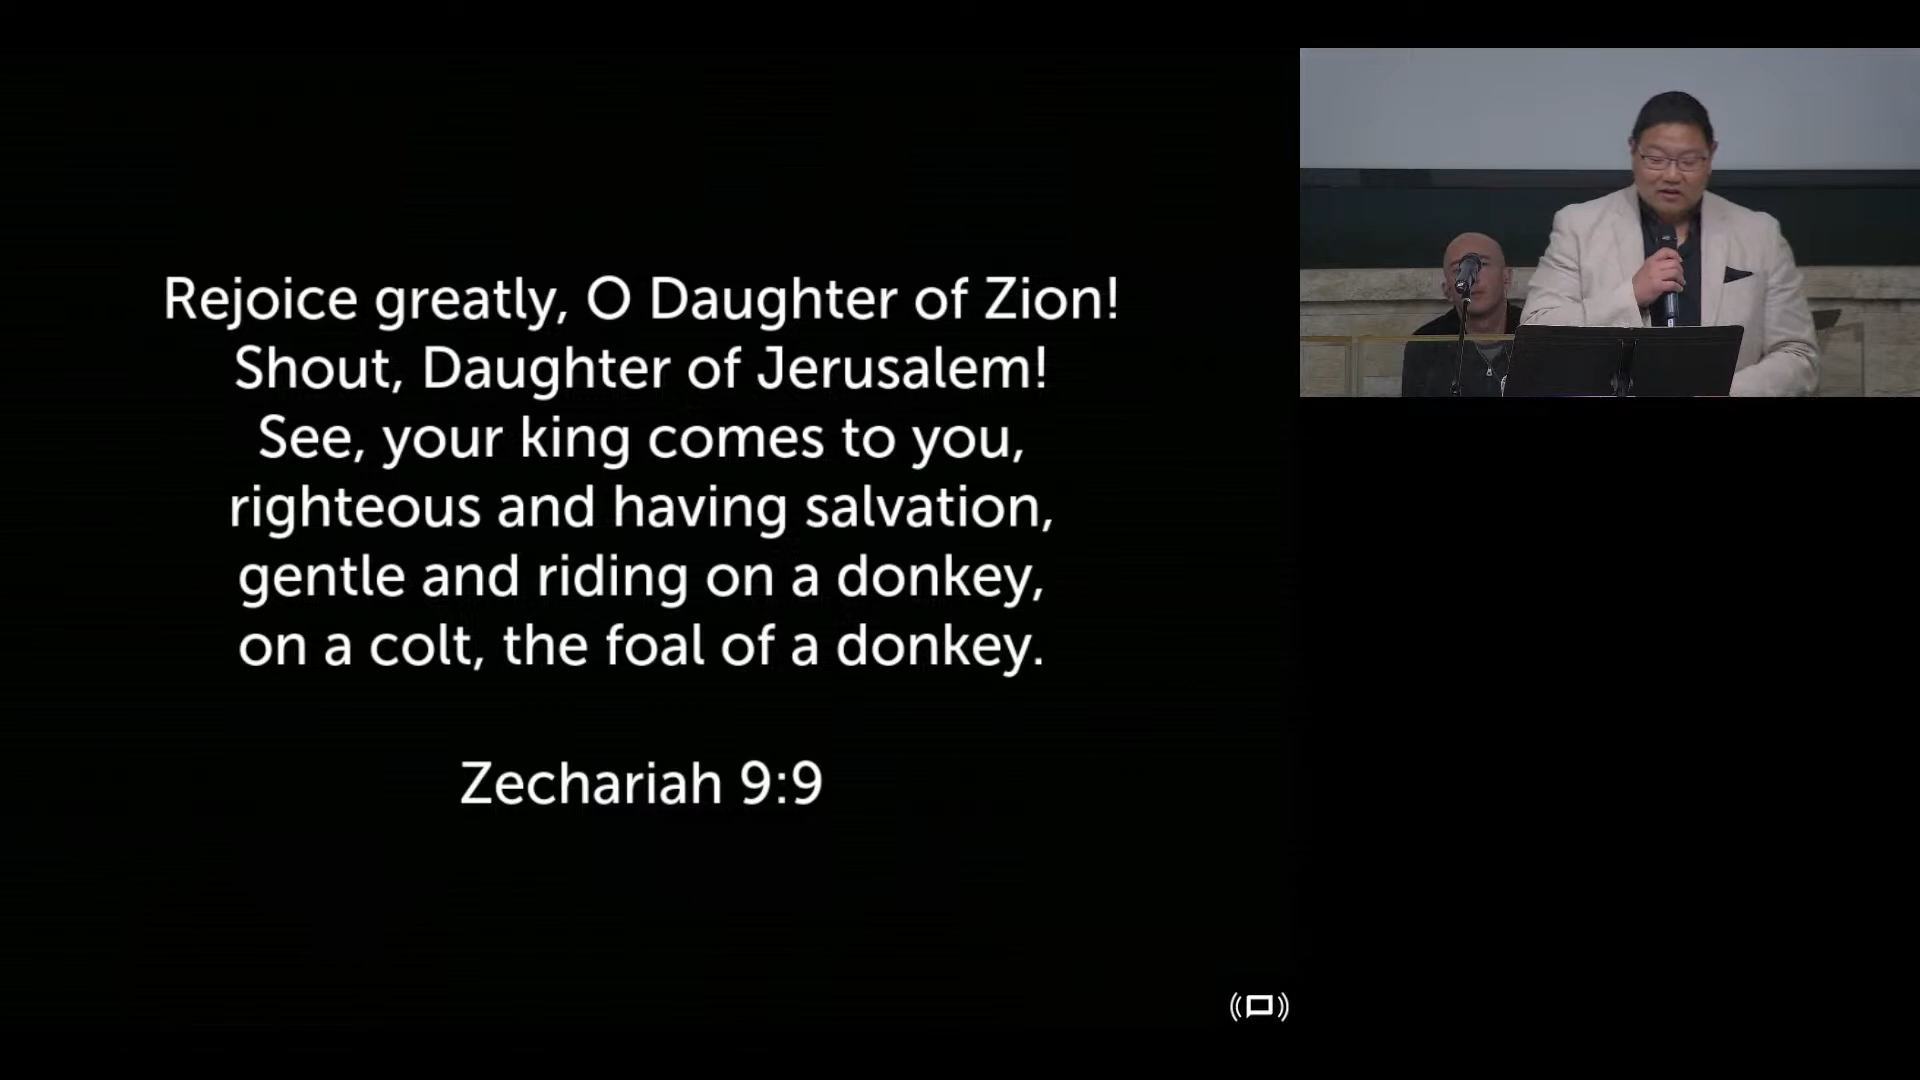 Rejoice greatly, O Daughter of Zion!
Shout, Daughter of Jerusalem!
See, your king comes to you,
righteous and having salvation,
gentle and riding on a donkey,
on a colt, the foal of a donkey.
Zechariah 9:9